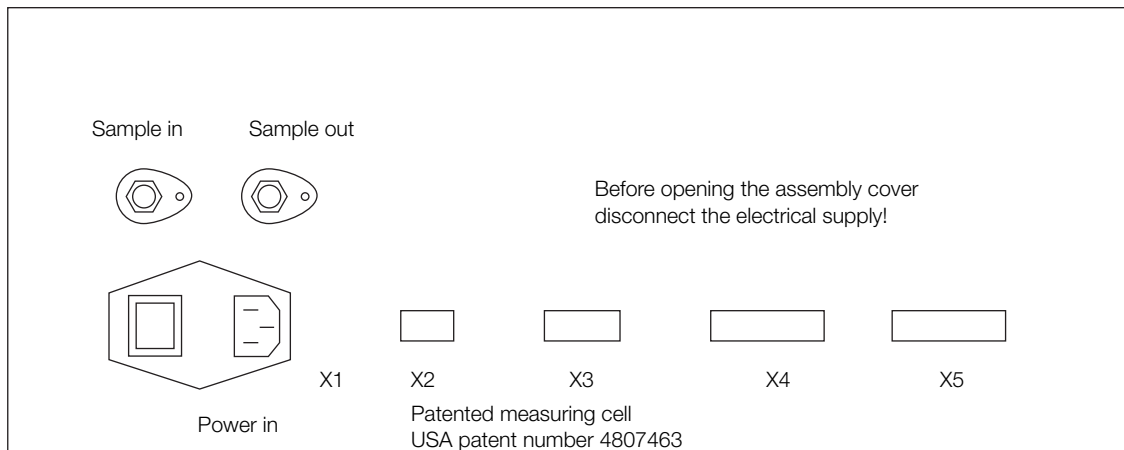 Sample in
Sample out
Before opening the assembly cover
disconnect the electrical supply!
X1
X2
X3
X4
X5
Power in
Patented measuring cell
USA patent number 4807463